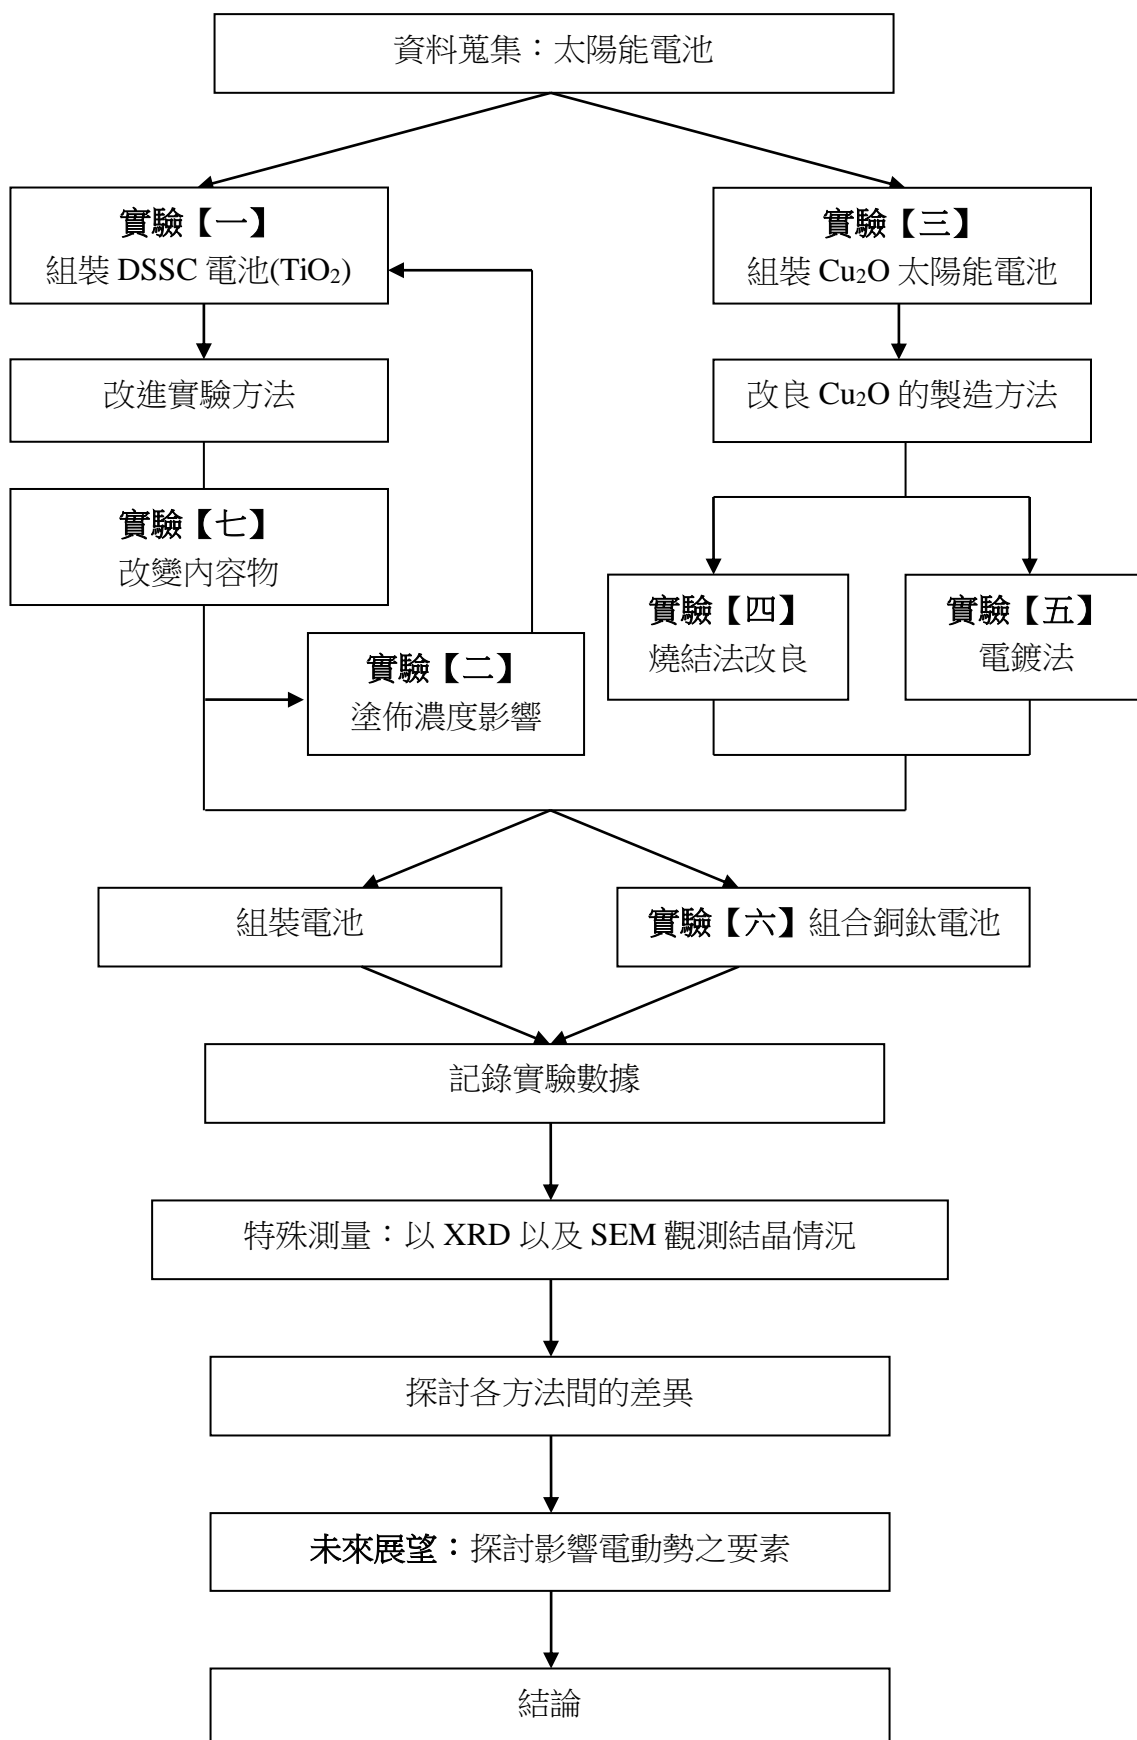 資料蒐集：太陽能電池
實驗【一】
組裝 DSSC 電池(TiO₂)
實驗【三】
組裝 Cu₂O 太陽能電池
改進實驗方法
改良 Cu₂O 的製造方法
實驗【七】
改變內容物
實驗【四】
燒結法改良
實驗【五】
電鍍法
實驗【二】
塗佈濃度影響
組裝電池
實驗【六】組合銅鈦電池
記錄實驗數據
特殊測量：以 XRD 以及 SEM 觀測結晶情況
探討各方法間的差異
未來展望：探討影響電動勢之要素
結論